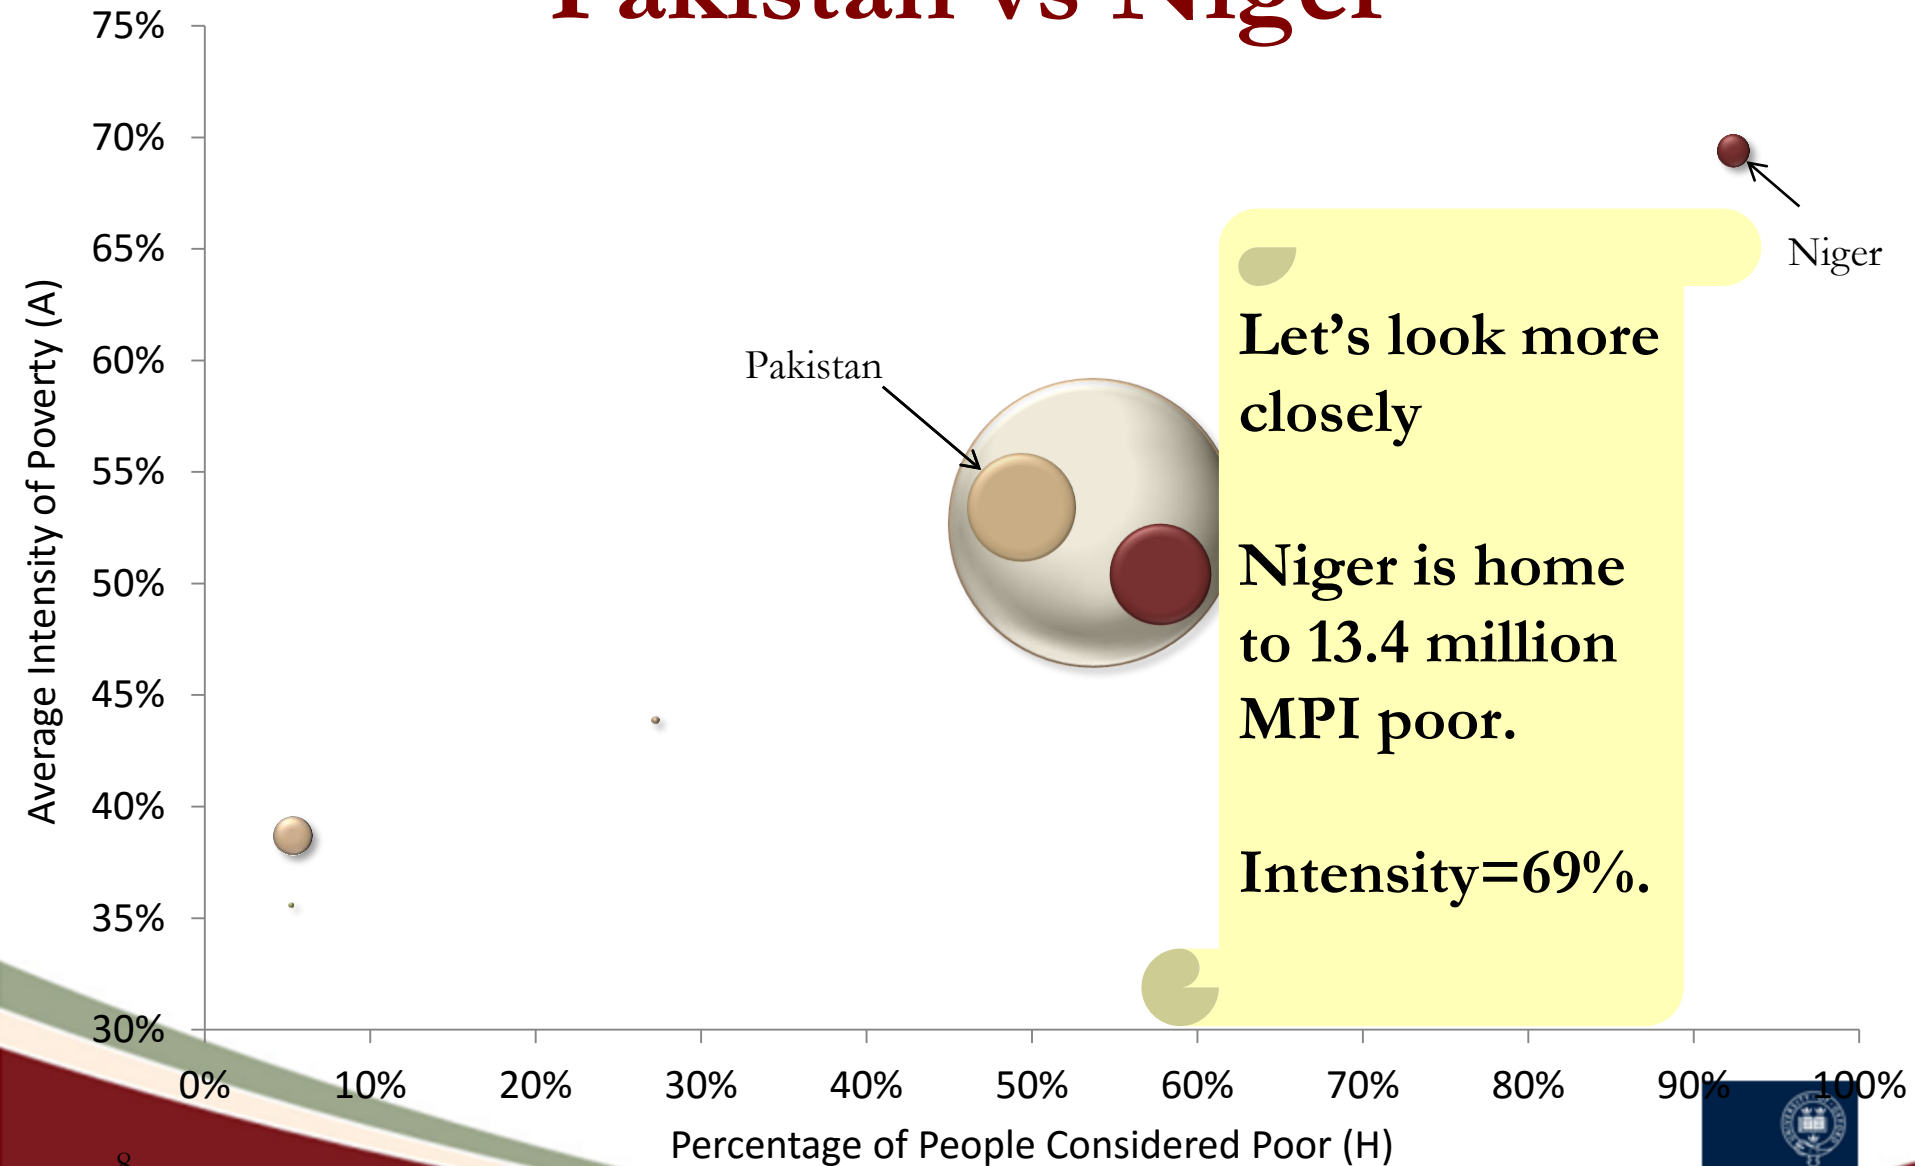 Pakistan vs Niger
75%
70%
65%
60%
55%
50%
45%
40%
35%
30%
Average Intensity of Poverty (A)
Niger
Pakistan
Let’s look more
closely
Niger is home
to 13.4 million
MPI poor.
Intensity=69%.
0% 10% 20% 30% 40% 50% 60% 70% 80% 90% 100%
Percentage of People Considered Poor (H)
8